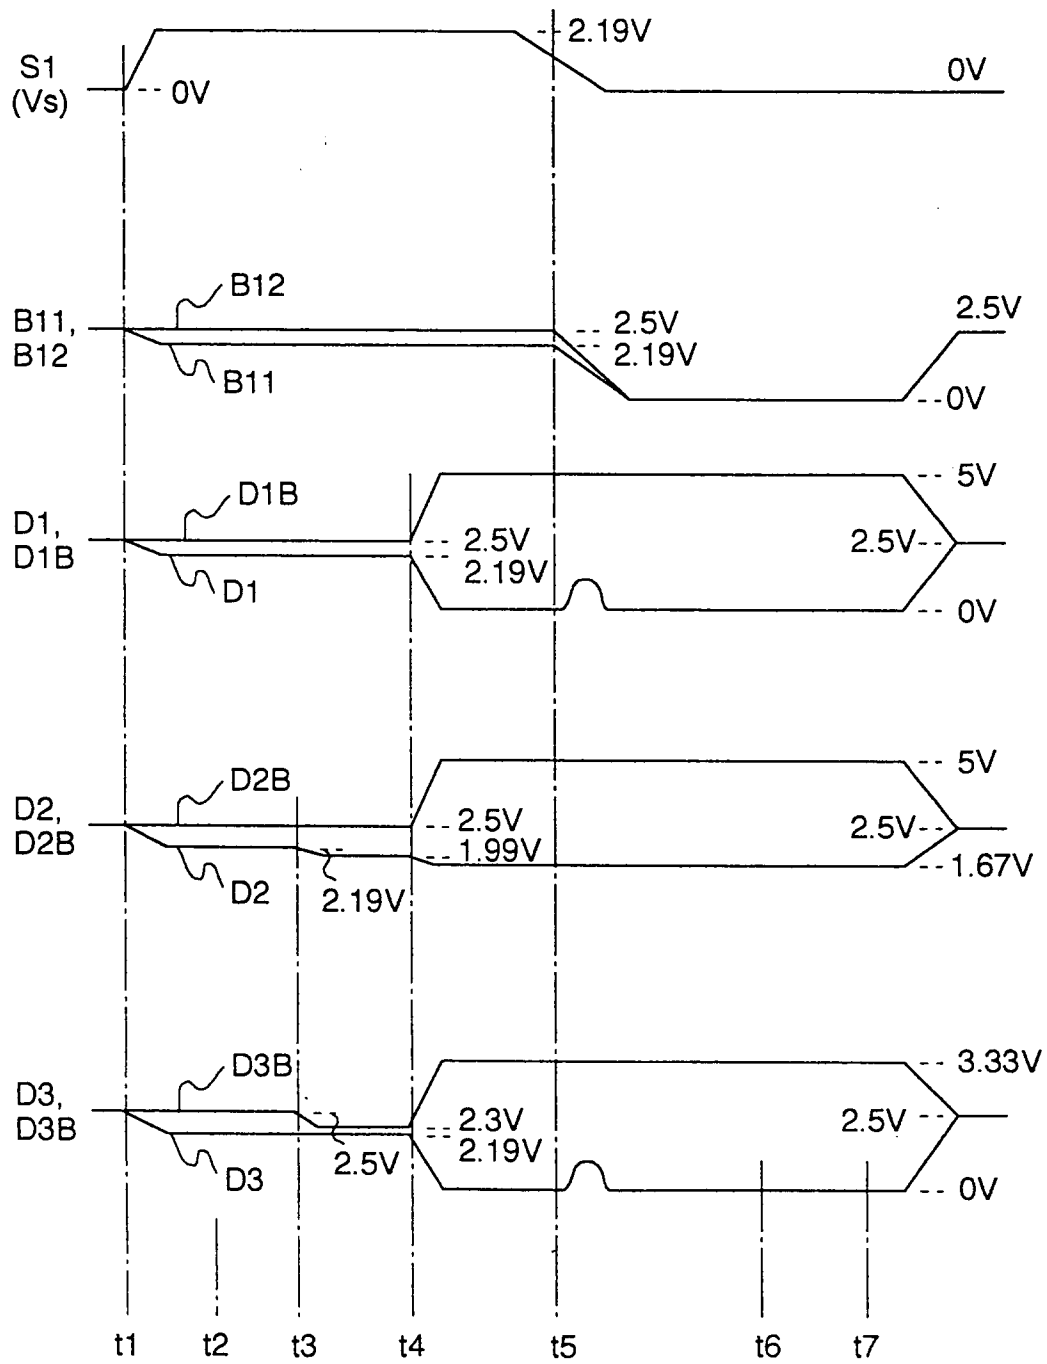 S1
(Vs)
0V
2.19V
0V
B11,
B12
B12
B11
2.5V
2.19V
2.5V
0V
D1,
D1B
D1B
D1
2.5V
2.19V
5V
2.5V
0V
D2,
D2B
D2B
D2
2.19V
2.5V
1.99V
5V
2.5V
1.67V
D3,
D3B
D3B
D3
2.5V
2.3V
2.19V
3.33V
2.5V
0V
t1 t2 t3 t4 t5 t6 t7